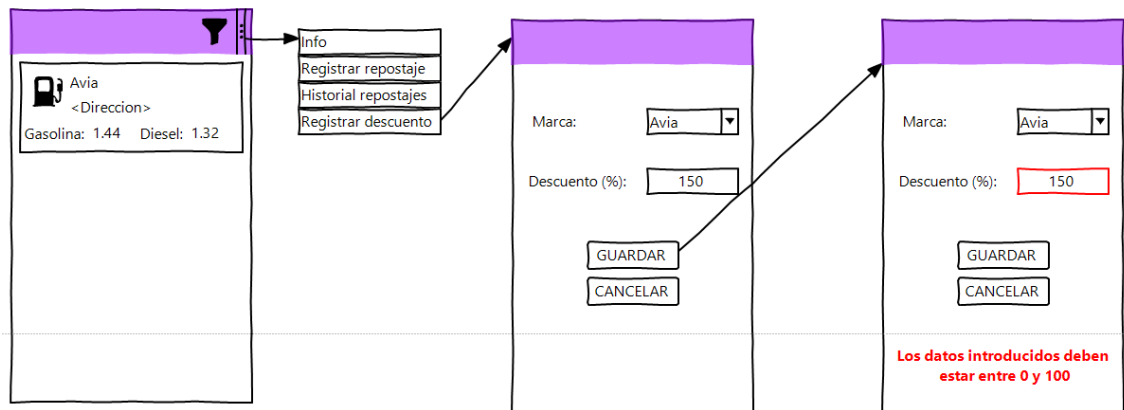 Avia
<Direccion>
Gasolina: 1.44 Diesel: 1.32
Info
Registrar repostaje
Historial repostajes
Registrar descuento
Marca: Avia
Descuento (%): 150
GUARDAR
CANCELAR
Marca: Avia
Descuento (%): 150
GUARDAR
CANCELAR
Los datos introducidos deben
estar entre 0 y 100